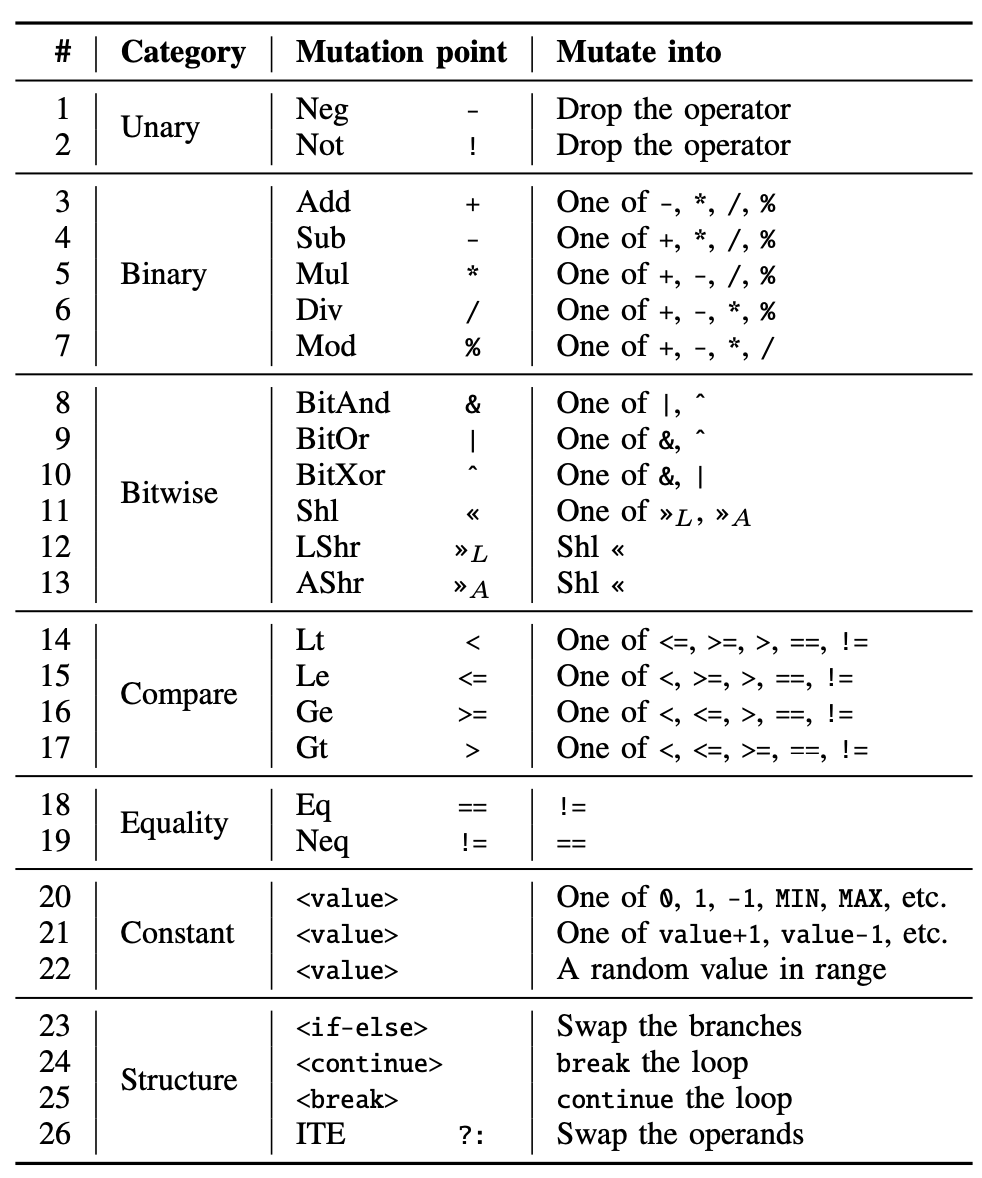 # Category Mutation point Mutate into
1 Unary Neg - Drop the operator
2 Not ! Drop the operator
3 Binary Add + One of -, *, /, %
4 Sub - One of +, *, /, %
5 Mul * One of +, -, /, %
6 Div / One of +, -, *, %
7 Mod % One of +, -, *, /
8 Bitwise BitAnd & One of |, ^
9 BitOr | One of &, ^
10 BitXor ^ One of &, |
11 Shl « One of »L, »A
12 LShr »L Shl «
13 AShr »A Shl «
14 Compare Lt < One of <=, >=, >, ==, !=
15 Le <= One of <, >=, >, ==, !=
16 Ge >= One of <, <=, >, ==, !=
17 Gt > One of <, <=, >=, ==, !=
18 Equality Eq == !=
19 Neq != ==
20 Constant <value> One of 0, 1, -1, MIN, MAX, etc.
21 <value> One of value+1, value-1, etc.
22 <value> A random value in range
23 Structure <if-else> Swap the branches
24 <continue> break the loop
25 <break> continue the loop
26 ITE ?: Swap the operands